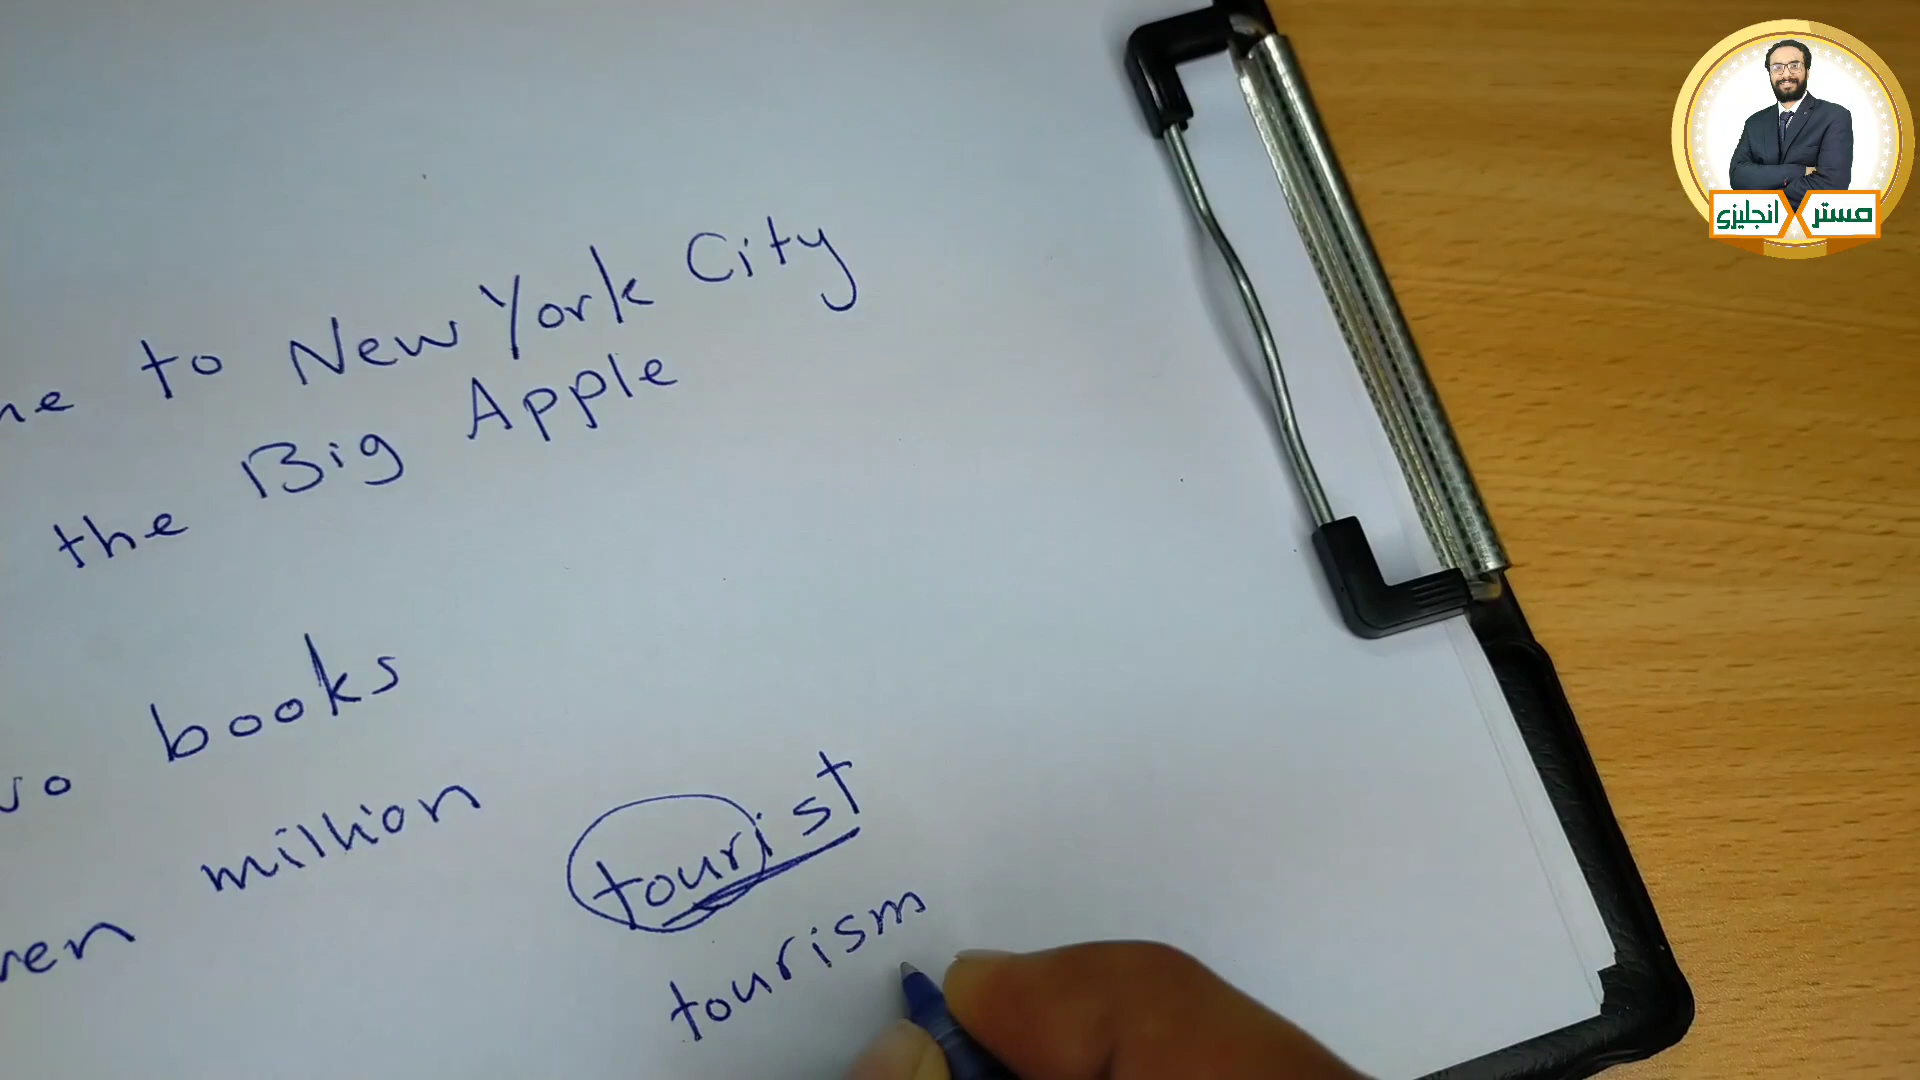 to New York City
the Big Apple
books
million
tourist
tourism
مستر X انجليزي